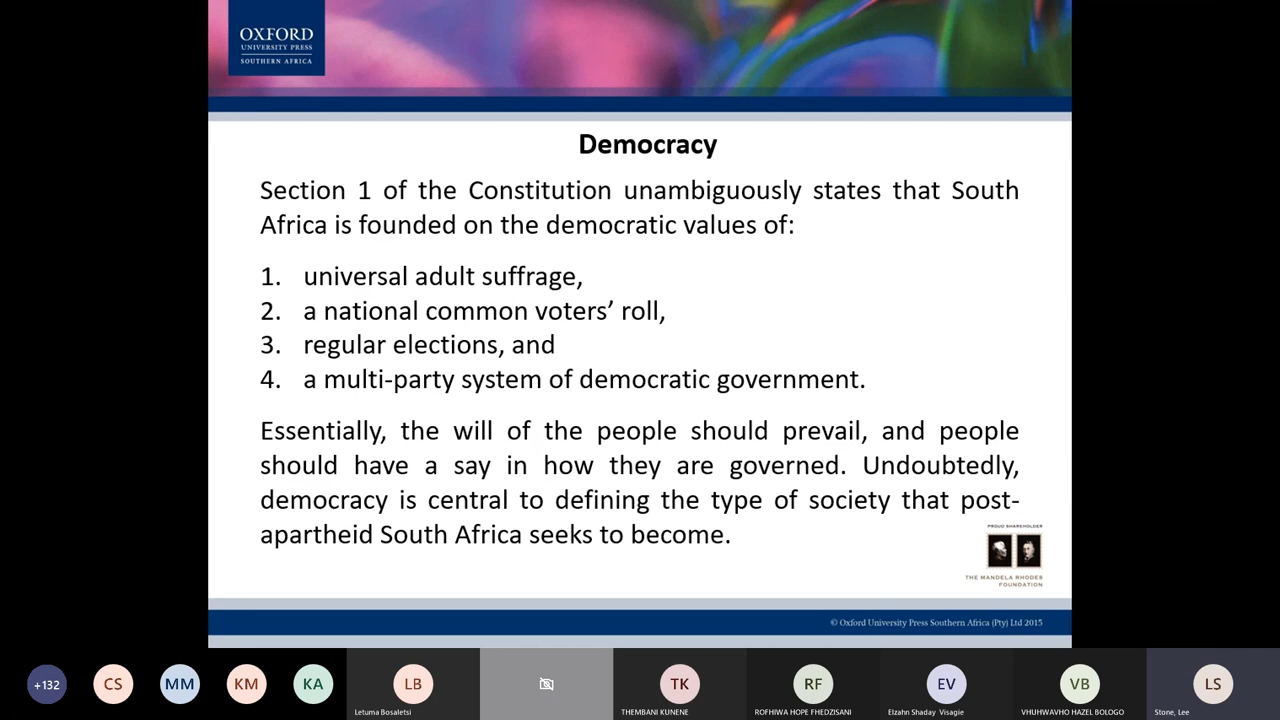 OXFORD
UNIVERSITY PRESS
SOUTHERN AFRICA
Democracy
Section 1 of the Constitution unambiguously states that South
Africa is founded on the democratic values of:
1. universal adult suffrage,
2. a national common voters’ roll,
3. regular elections, and
4. a multi-party system of democratic government.
Essentially, the will of the people should prevail, and people
should have a say in how they are governed. Undoubtedly,
democracy is central to defining the type of society that post-
apartheid South Africa seeks to become.
PROUD SHAREHOLDER
THE MANDELA RHODES
FOUNDATION
© Oxford University Press Southern Africa (Pty) Ltd 2015
+132 CS MM KM KA LB TK RF EV VB LS
Letuma Bosaletsi THEMBANI KUNENE ROFHIWA HOPE FHEDZISANI Elzahn Shaday Visagie VHUHWAVHO HAZEL BOLOGO Stone, Lee